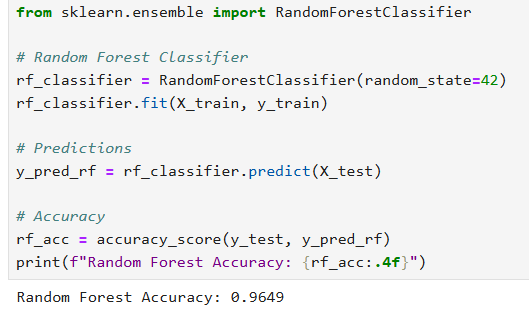 from sklearn.ensemble import RandomForestClassifier
# Random Forest Classifier
rf_classifier = RandomForestClassifier(random_state=42)
rf_classifier.fit(X_train, y_train)
# Predictions
y_pred_rf = rf_classifier.predict(X_test)
# Accuracy
rf_acc = accuracy_score(y_test, y_pred_rf)
print(f"Random Forest Accuracy: {rf_acc:.4f}")
Random Forest Accuracy: 0.9649